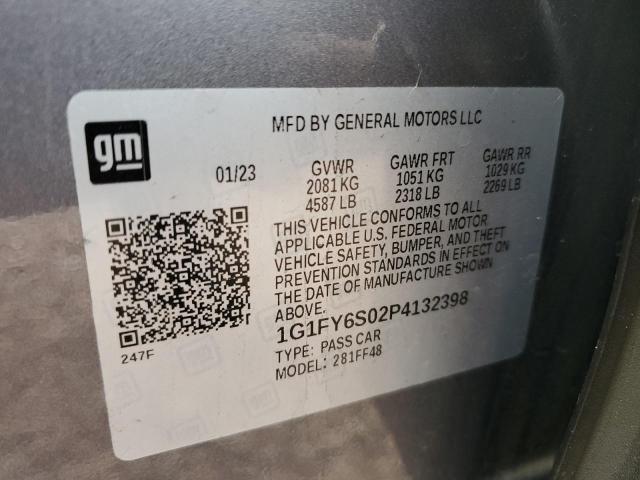 gm
MFD BY GENERAL MOTORS LLC
01/23
GVWR
2081 KG
4587 LB
GAWR FRT
1051 KG
2318 LB
GAWR RR
1029 KG
2269 LB
THIS VEHICLE CONFORMS TO ALL
APPLICABLE U.S. FEDERAL MOTOR
VEHICLE SAFETY, BUMPER, AND THEFT
PREVENTION STANDARDS IN EFFECT ON
THE DATE OF MANUFACTURE SHOWN
ABOVE.
1G1FY6S02P4132398
TYPE: PASS CAR
MODEL: 281FF48
247F